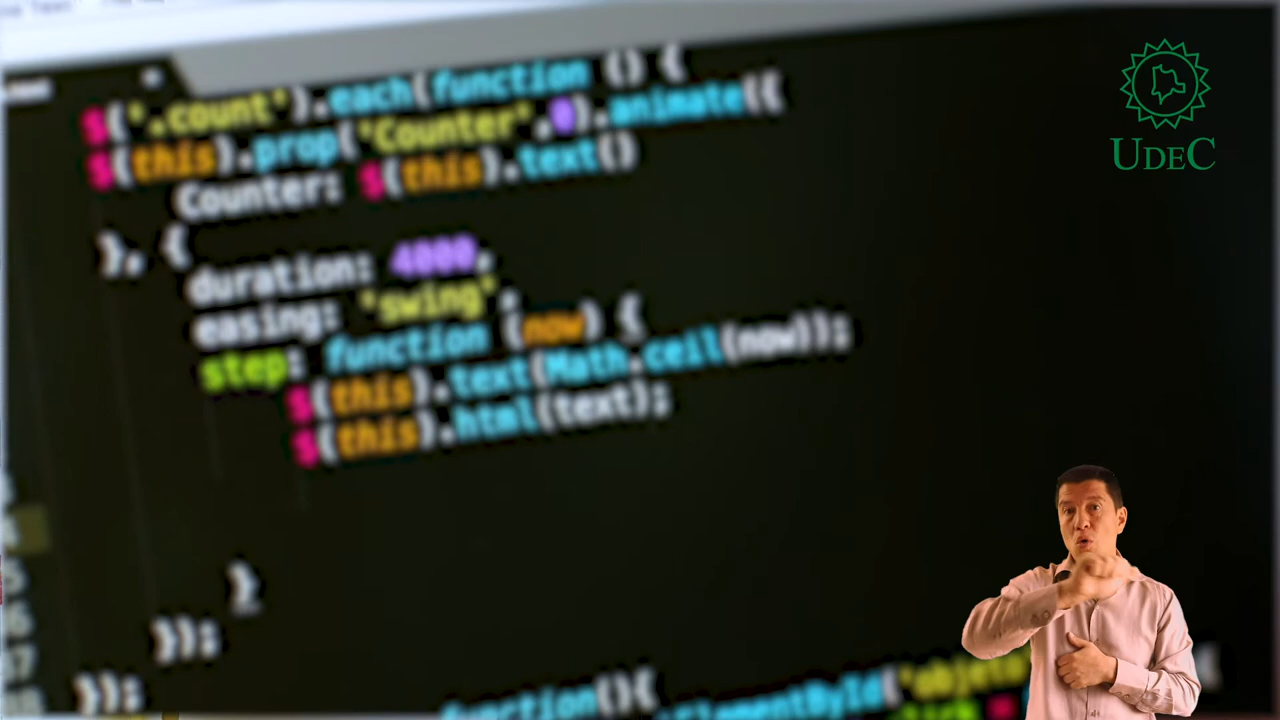 $('.count').each(function () {
$(this).prop('Counter',0).animate({
Counter: $(this).text()
}, {
duration: 4000,
easing: 'swing',
step: function (now) {
$(this).text(Math.ceil(now));
$(this).html(text);
}
});
});
function(){
UDEC